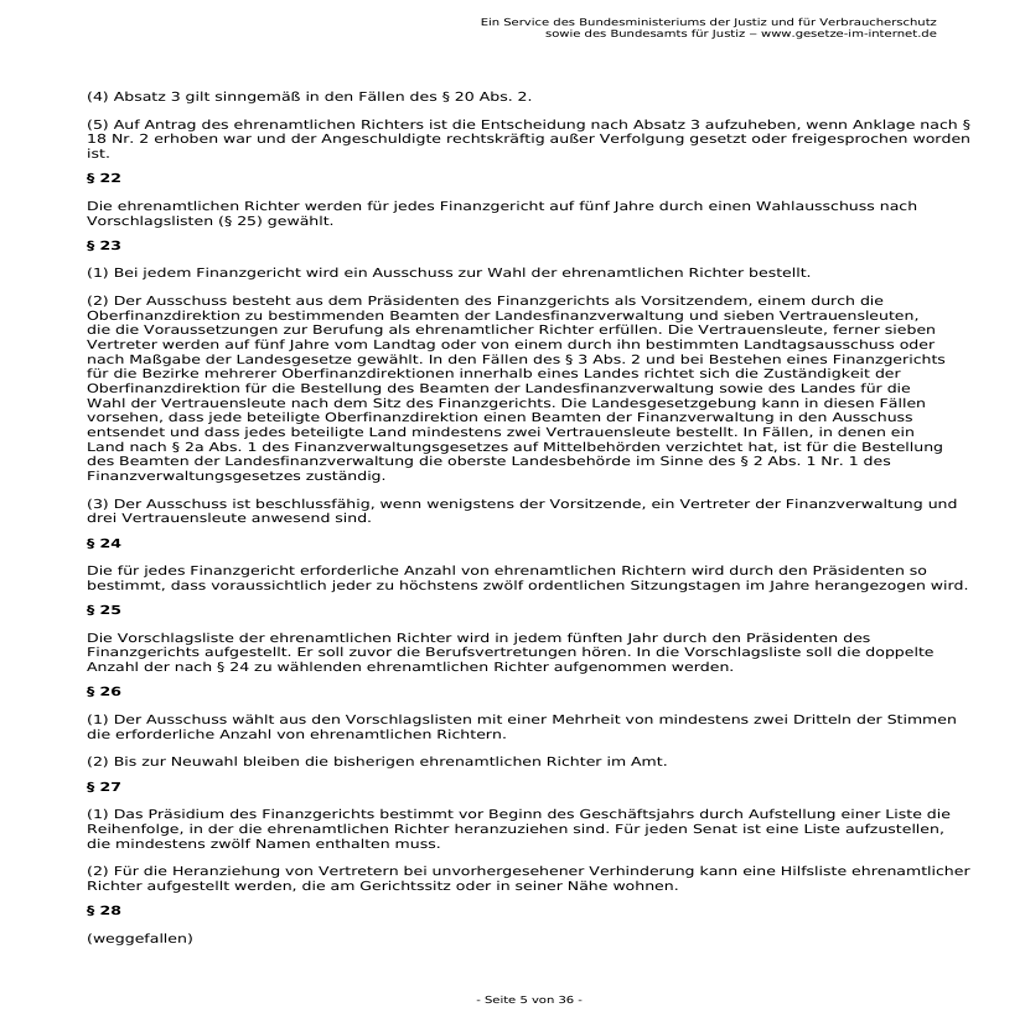 Ein Service des Bundesministeriums der Justiz und für Verbraucherschutz
sowie des Bundesamts für Justiz – www.gesetze-im-internet.de
(4) Absatz 3 gilt sinngemäß in den Fällen des § 20 Abs. 2.
(5) Auf Antrag des ehrenamtlichen Richters ist die Entscheidung nach Absatz 3 aufzuheben, wenn Anklage nach §
18 Nr. 2 erhoben war und der Angeschuldigte rechtskräftig außer Verfolgung gesetzt oder freigesprochen worden
ist.
§ 22
Die ehrenamtlichen Richter werden für jedes Finanzgericht auf fünf Jahre durch einen Wahlausschuss nach
Vorschlagslisten (§ 25) gewählt.
§ 23
(1) Bei jedem Finanzgericht wird ein Ausschuss zur Wahl der ehrenamtlichen Richter bestellt.
(2) Der Ausschuss besteht aus dem Präsidenten des Finanzgerichts als Vorsitzendem, einem durch die
Oberfinanzdirektion zu bestimmenden Beamten der Landesfinanzverwaltung und sieben Vertrauensleuten,
die die Voraussetzungen zur Berufung als ehrenamtlicher Richter erfüllen. Die Vertrauensleute, ferner sieben
Vertreter werden auf fünf Jahre vom Landtag oder von einem durch ihn bestimmten Landtagsausschuss oder
nach Maßgabe der Landesgesetze gewählt. In den Fällen des § 3 Abs. 2 und bei Bestehen eines Finanzgerichts
für die Bezirke mehrerer Oberfinanzdirektionen innerhalb eines Landes richtet sich die Zuständigkeit der
Oberfinanzdirektion für die Bestellung des Beamten der Landesfinanzverwaltung sowie des Landes für die
Wahl der Vertrauensleute nach dem Sitz des Finanzgerichts. Die Landesgesetzgebung kann in diesen Fällen
vorsehen, dass jede beteiligte Oberfinanzdirektion einen Beamten der Finanzverwaltung in den Ausschuss
entsendet und dass jedes beteiligte Land mindestens zwei Vertrauensleute bestellt. In Fällen, in denen ein
Land nach § 2a Abs. 1 des Finanzverwaltungsgesetzes auf Mittelbehörden verzichtet hat, ist für die Bestellung
des Beamten der Landesfinanzverwaltung die oberste Landesbehörde im Sinne des § 2 Abs. 1 Nr. 1 des
Finanzverwaltungsgesetzes zuständig.
(3) Der Ausschuss ist beschlussfähig, wenn wenigstens der Vorsitzende, ein Vertreter der Finanzverwaltung und
drei Vertrauensleute anwesend sind.
§ 24
Die für jedes Finanzgericht erforderliche Anzahl von ehrenamtlichen Richtern wird durch den Präsidenten so
bestimmt, dass voraussichtlich jeder zu höchstens zwölf ordentlichen Sitzungstagen im Jahre herangezogen wird.
§ 25
Die Vorschlagsliste der ehrenamtlichen Richter wird in jedem fünften Jahr durch den Präsidenten des
Finanzgerichts aufgestellt. Er soll zuvor die Berufsvertretungen hören. In die Vorschlagsliste soll die doppelte
Anzahl der nach § 24 zu wählenden ehrenamtlichen Richter aufgenommen werden.
§ 26
(1) Der Ausschuss wählt aus den Vorschlagslisten mit einer Mehrheit von mindestens zwei Dritteln der Stimmen
die erforderliche Anzahl von ehrenamtlichen Richtern.
(2) Bis zur Neuwahl bleiben die bisherigen ehrenamtlichen Richter im Amt.
§ 27
(1) Das Präsidium des Finanzgerichts bestimmt vor Beginn des Geschäftsjahrs durch Aufstellung einer Liste die
Reihenfolge, in der die ehrenamtlichen Richter heranzuziehen sind. Für jeden Senat ist eine Liste aufzustellen,
die mindestens zwölf Namen enthalten muss.
(2) Für die Heranziehung von Vertretern bei unvorhergesehener Verhinderung kann eine Hilfsliste ehrenamtlicher
Richter aufgestellt werden, die am Gerichtssitz oder in seiner Nähe wohnen.
§ 28
(weggefallen)
- Seite 5 von 36 -